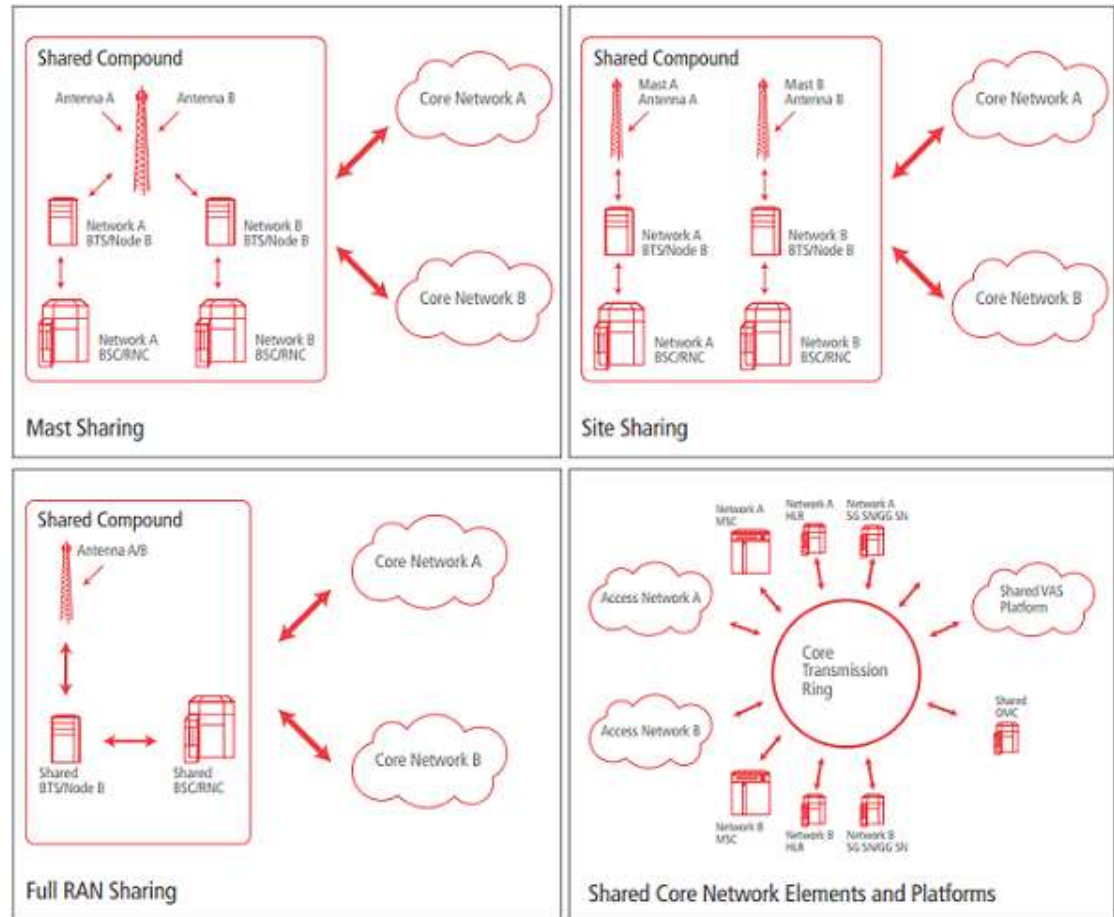 Shared Compound
Antenna A
Antenna B
Network A
BTS/Node B
Network B
BTS/Node B
Network A
BSC/RNC
Network B
BSC/RNC
Core Network A
Core Network B
Mast Sharing
Shared Compound
Mast A
Antenna A
Mast B
Antenna B
Network A
BTS/Node B
Network B
BTS/Node B
Network A
BSC/RNC
Network B
BSC/RNC
Core Network A
Core Network B
Site Sharing
Shared Compound
Antenna A/B
Shared
BTS/Node B
Shared
BSC/RNC
Core Network A
Core Network B
Full RAN Sharing
Network A
MSC
Network A
HLR
Network A
SG SN/GG SN
Access Network A
Shared VAS
Platform
Core
Transmission
Ring
Access Network B
Shared
OMC
Network B
MSC
Network B
HLR
Network B
SG SN/GG SN
Shared Core Network Elements and Platforms